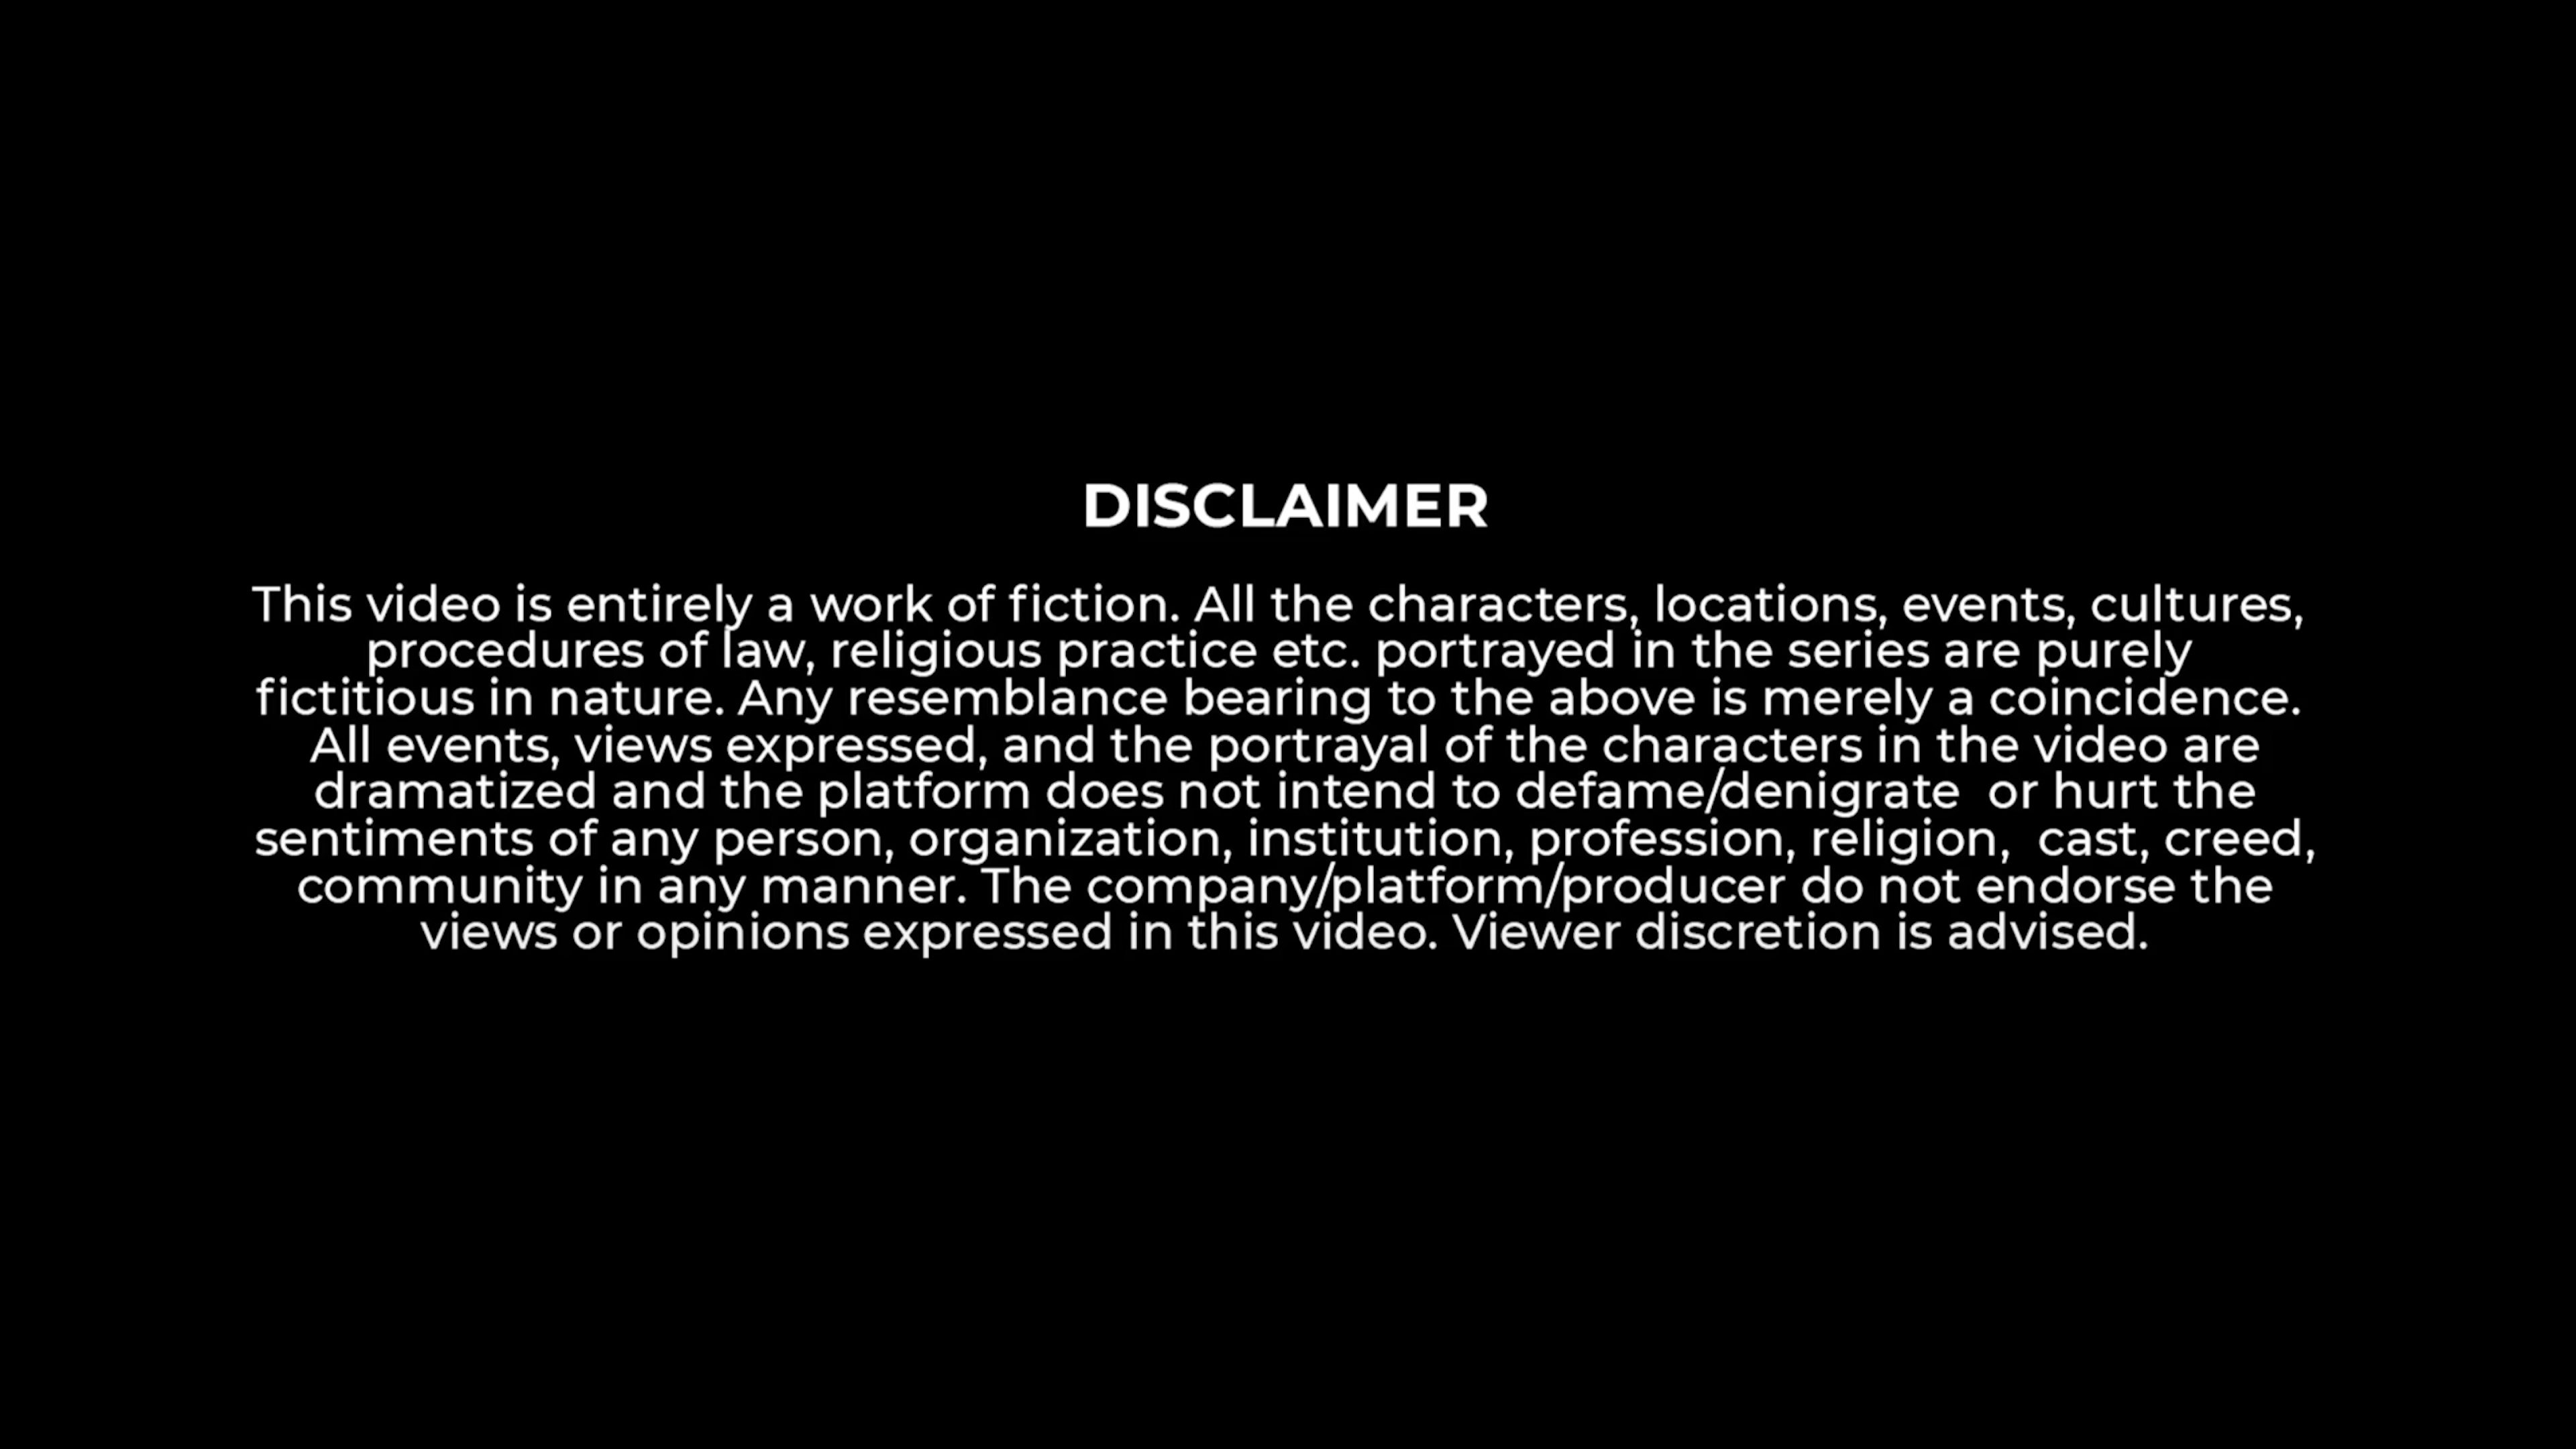 DISCLAIMER
This video is entirely a work of fiction. All the characters, locations, events, cultures,
procedures of law, religious practice etc. portrayed in the series are purely
fictitious in nature. Any resemblance bearing to the above is merely a coincidence.
All events, views expressed, and the portrayal of the characters in the video are
dramatized and the platform does not intend to defame/denigrate  or hurt the
sentiments of any person, organization, institution, profession, religion,  cast, creed,
community in any manner. The company/platform/producer do not endorse the
views or opinions expressed in this video. Viewer discretion is advised.